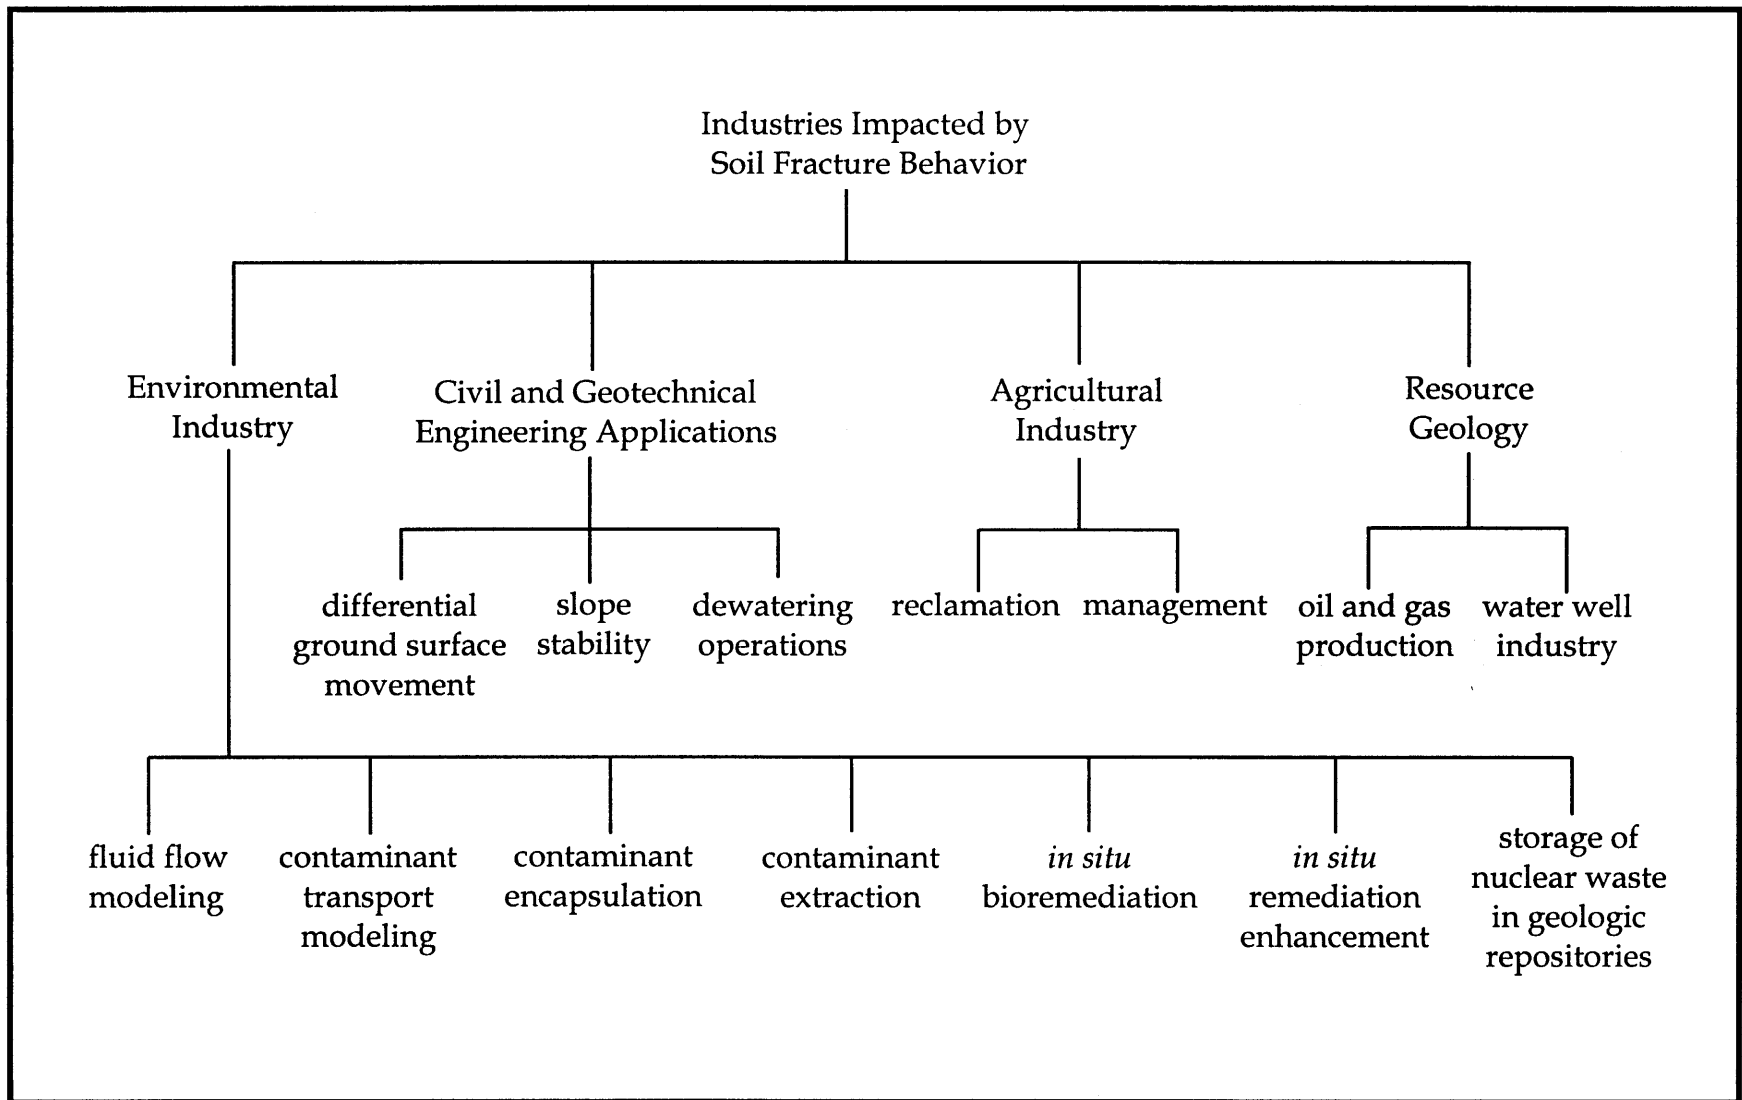 Industries Impacted by
Soil Fracture Behavior
Environmental
Industry
Civil and Geotechnical
Engineering Applications
Agricultural
Industry
Resource
Geology
differential
ground surface
movement
slope
stability
dewatering
operations
reclamation
management
oil and gas
production
water well
industry
fluid flow
modeling
contaminant
transport
modeling
contaminant
encapsulation
contaminant
extraction
in situ
bioremediation
in situ
remediation
enhancement
storage of
nuclear waste
in geologic
repositories